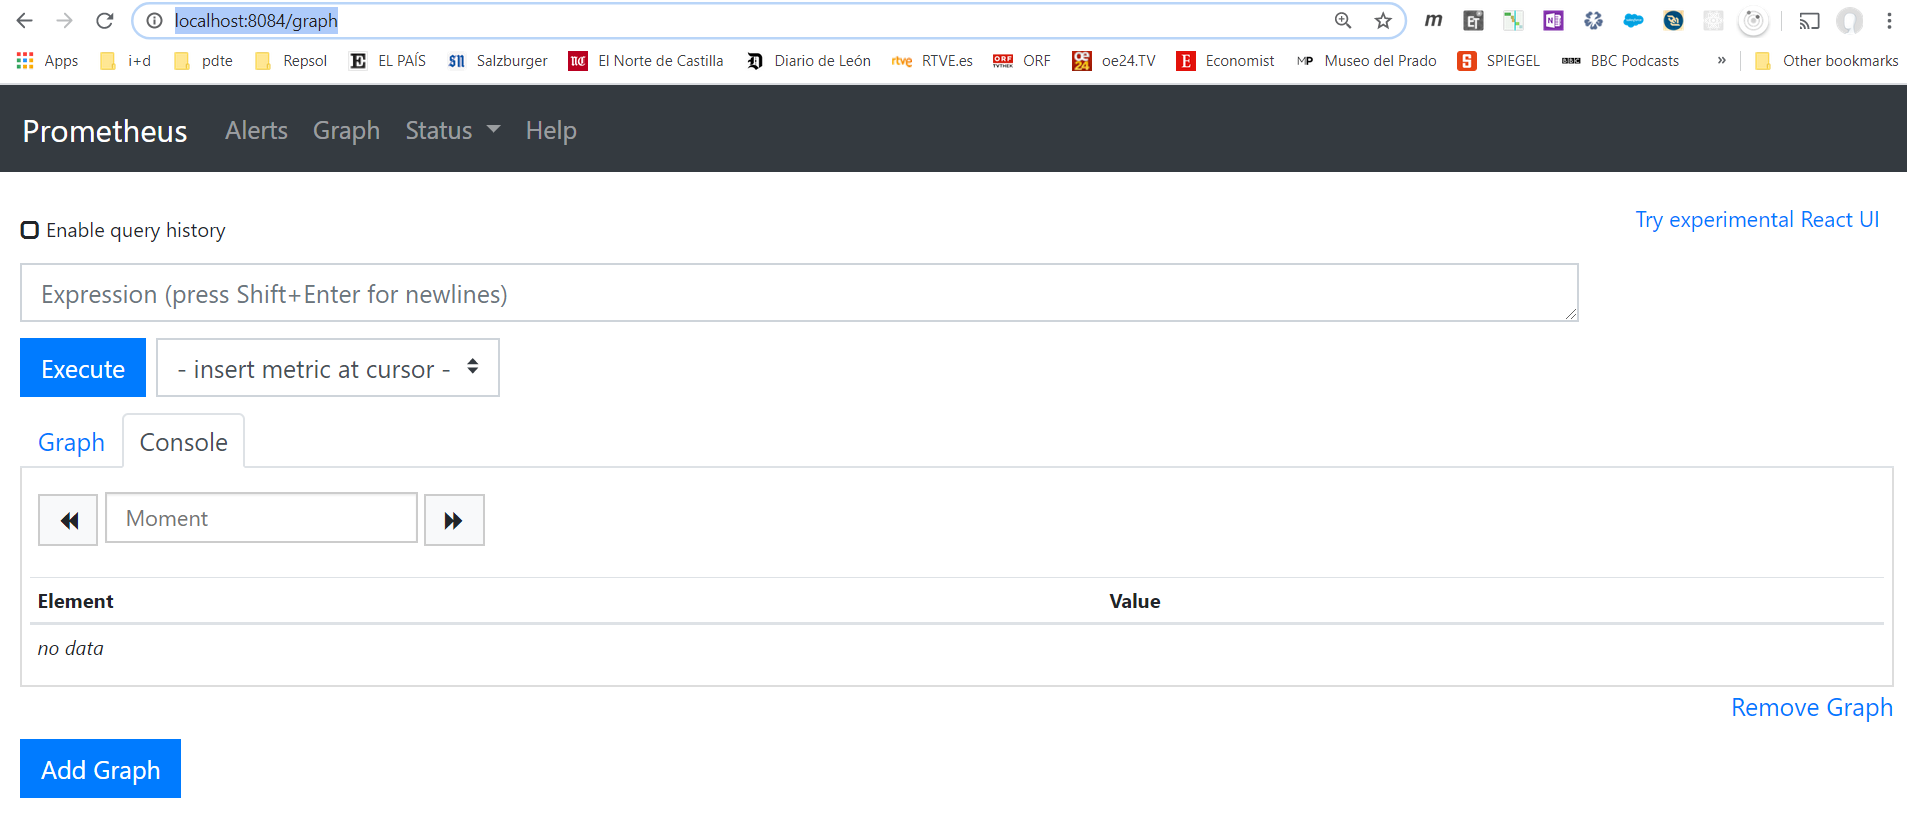 localhost:8084/graph
Apps i+d pdte Repsol EL PAÍS Salzburger El Norte de Castilla Diario de León RTVE.es ORF oe24.TV Economist Museo del Prado SPIEGEL BBC Podcasts » Other bookmarks
Prometheus Alerts Graph Status Help
Enable query history Try experimental React UI
Expression (press Shift+Enter for newlines)
Execute - insert metric at cursor -
Graph Console
Moment
Element Value
no data
Remove Graph
Add Graph